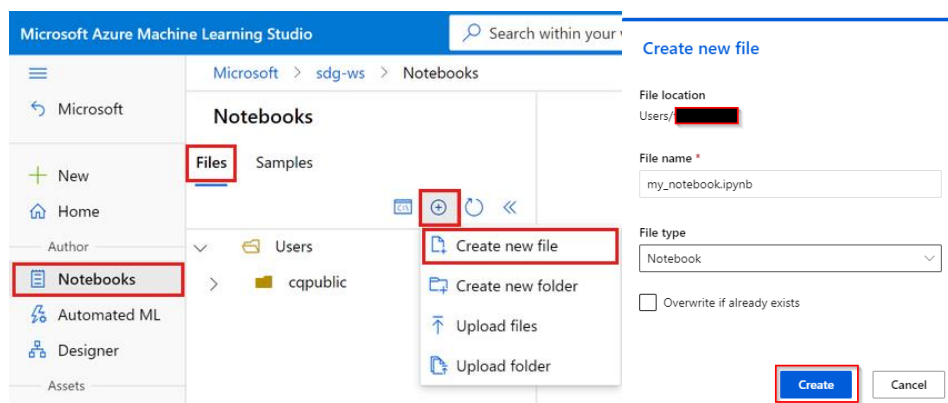 Microsoft Azure Machine Learning Studio
Search within your
Microsoft > sdg-ws > Notebooks
Microsoft
New
Home
Author
Notebooks
Automated ML
Designer
Assets
Notebooks
Files Samples
Users
cqpublic
Create new file
Create new folder
Upload files
Upload folder
Create new file
File location
Users/
File name *
my_notebook.ipynb
File type
Notebook
Overwrite if already exists
Create Cancel